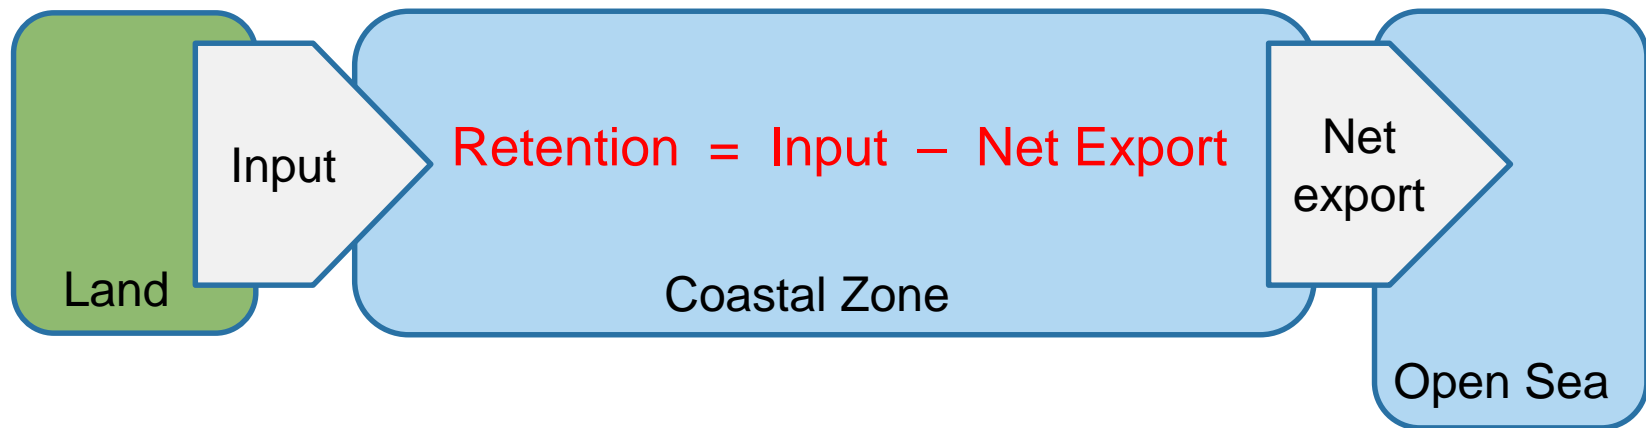 Land
Input
Retention = Input – Net Export
Coastal Zone
Net
export
Open Sea